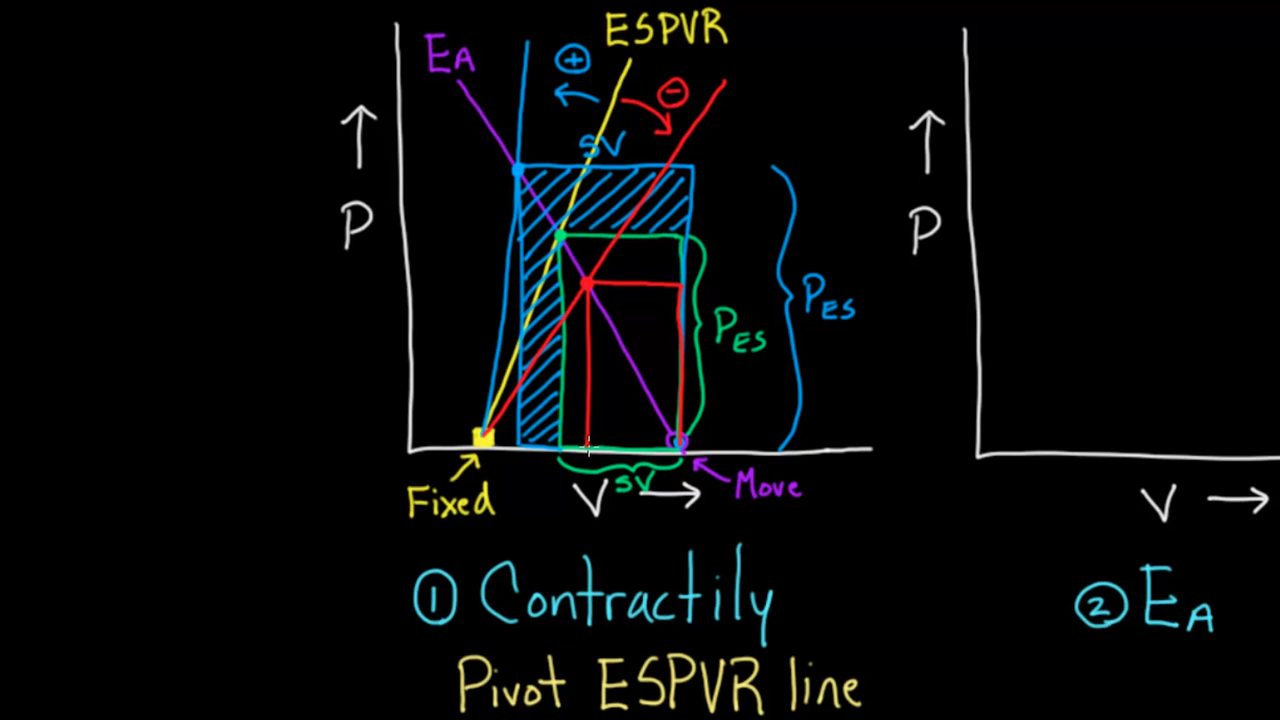 ESPVR
EA
+
-
SV
P
P
PES
PES
SV
Move
Fixed
V
V
1 Contractily
2 EA
Pivot ESPVR line